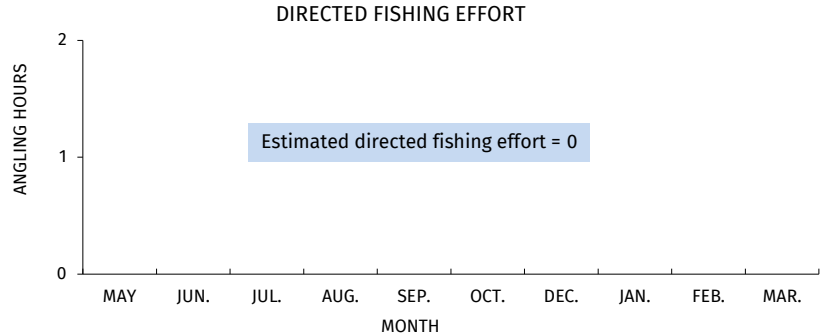 DIRECTED FISHING EFFORT
ANGLING HOURS
2
1
0
Estimated directed fishing effort = 0
MAY JUN. JUL. AUG. SEP. OCT. DEC. JAN. FEB. MAR.
MONTH